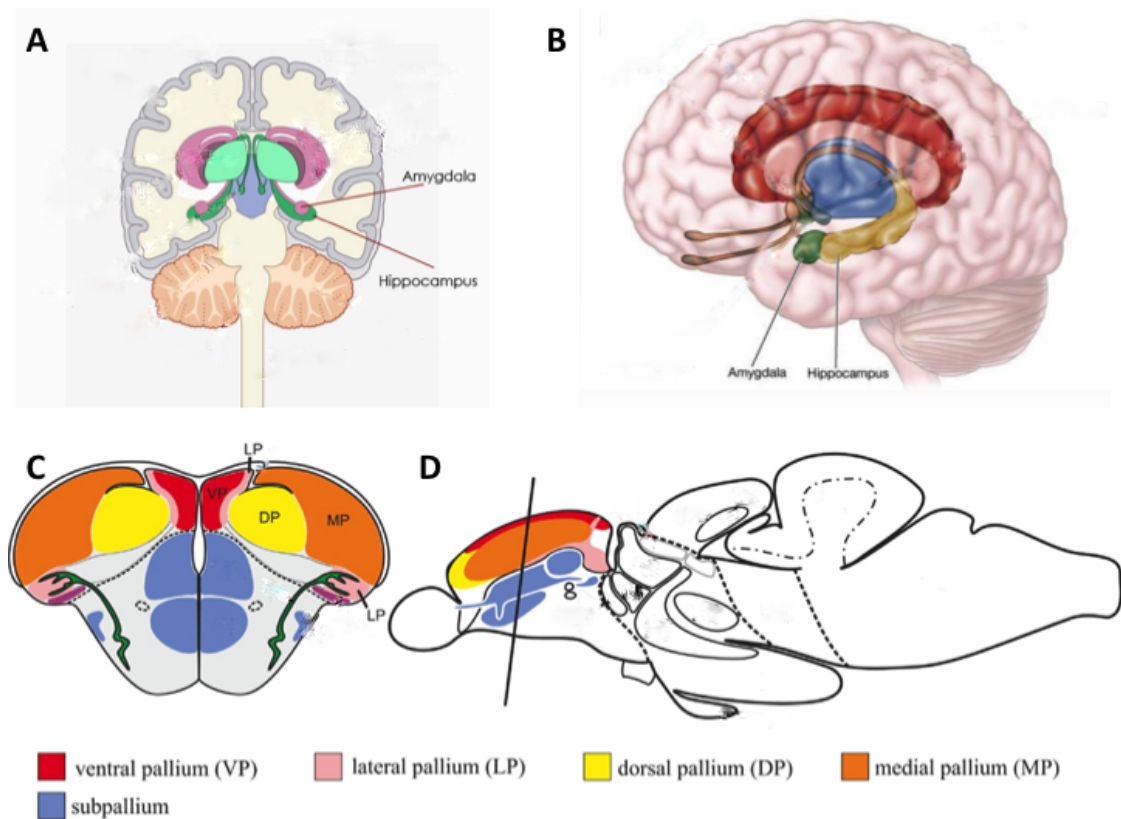 A
Amygdala
Hippocampus
B
Amygdala Hippocampus
C
LP
VP
DP
MP
LP
D
ventral pallium (VP) lateral pallium (LP) dorsal pallium (DP) medial pallium (MP)
subpallium